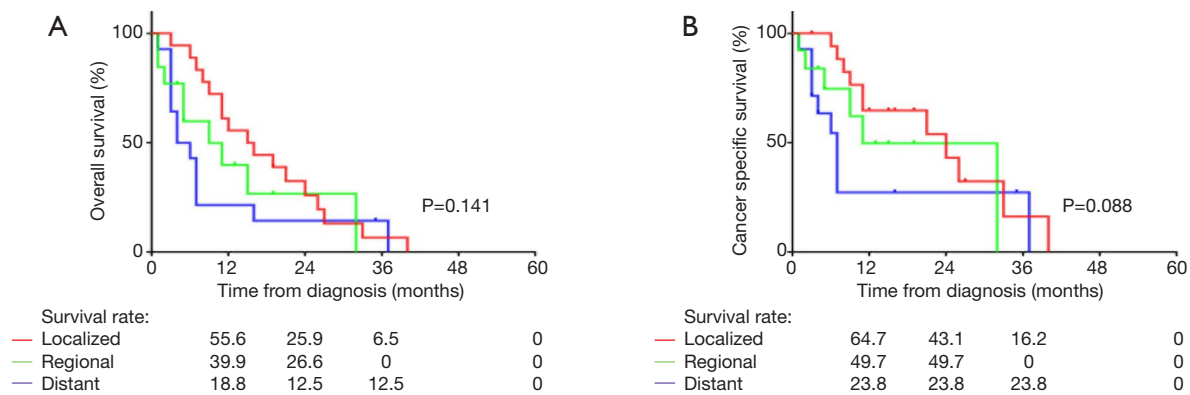 A
Overall survival (%)
100
50
0
P=0.141
0 12 24 36 48 60
Time from diagnosis (months)
Survival rate:
Localized 55.6 25.9 6.5 0
Regional 39.9 26.6 0 0
Distant 18.8 12.5 12.5 0
B
Cancer specific survival (%)
100
50
0
P=0.088
0 12 24 36 48 60
Time from diagnosis (months)
Survival rate:
Localized 64.7 43.1 16.2 0
Regional 49.7 49.7 0 0
Distant 23.8 23.8 23.8 0